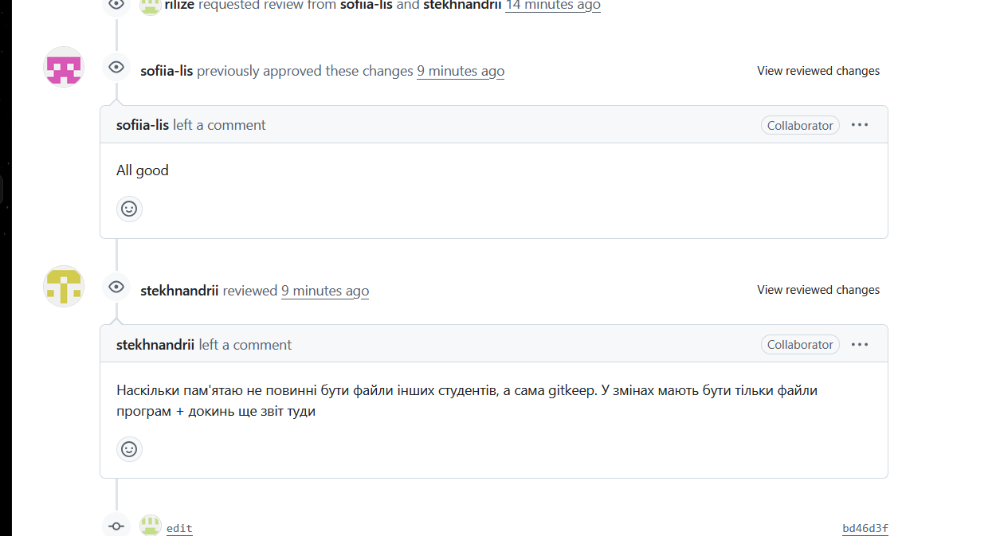 rilize requested review from sofiia-lis and stekhnandrii 14 minutes ago
sofiia-lis previously approved these changes 9 minutes ago
View reviewed changes
sofiia-lis left a comment
Collaborator
All good
stekhnandrii reviewed 9 minutes ago
View reviewed changes
stekhnandrii left a comment
Collaborator
Наскільки пам'ятаю не повинні бути файли інших студентів, а сама gitkeep. У змінах мають бути тільки файли
програм + докинь ще звіт туди
edit
bd46d3f